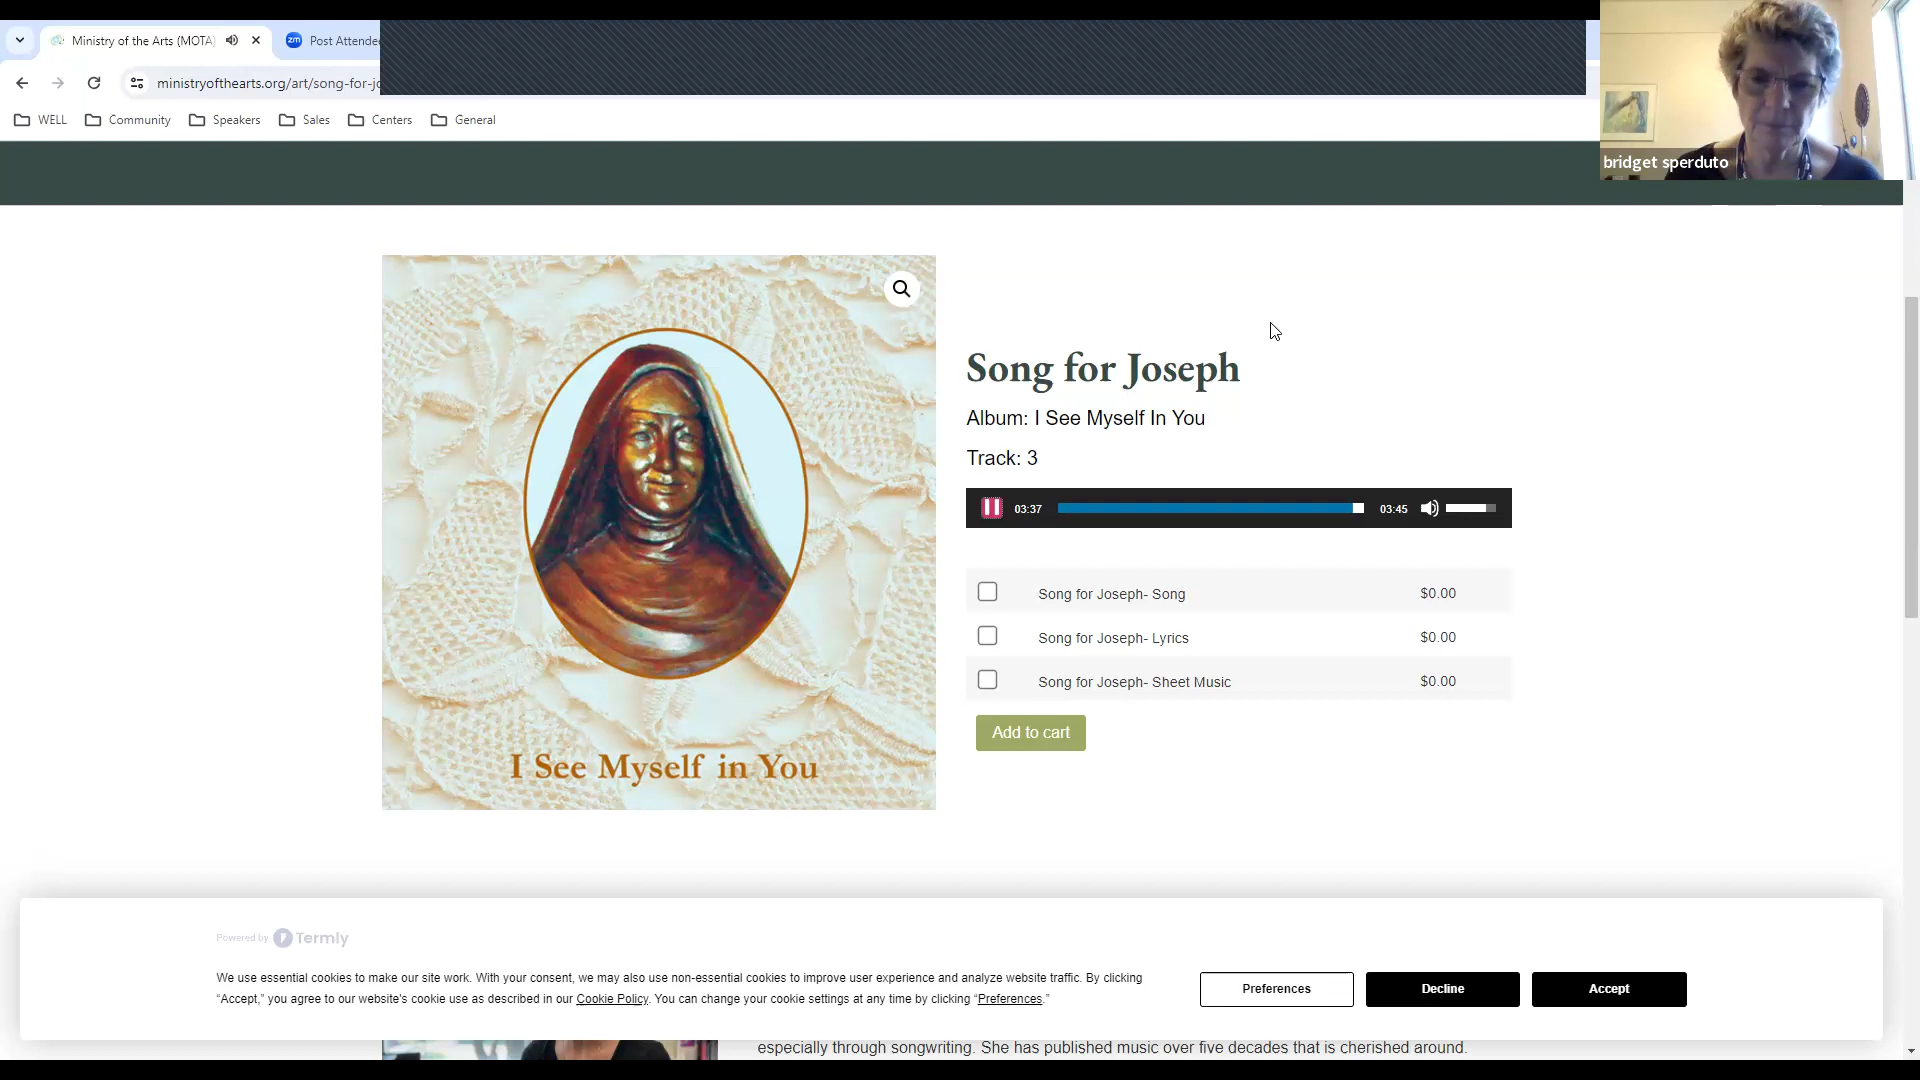 Ministry of the Arts (MOTA)
zm Post Attende
ministryofthearts.org/art/song-for-jo
WELL Community Speakers Sales Centers General
bridget sperduto
Song for Joseph
Album: I See Myself In You
Track: 3
03:37 03:45
Song for Joseph- Song $0.00
Song for Joseph- Lyrics $0.00
Song for Joseph- Sheet Music $0.00
Add to cart
I See Myself in You
Powered by Termly
We use essential cookies to make our site work. With your consent, we may also use non-essential cookies to improve user experience and analyze website traffic. By clicking
“Accept,” you agree to our website's cookie use as described in our Cookie Policy. You can change your cookie settings at any time by clicking “Preferences.”
Preferences Decline Accept
especially through songwriting. She has published music over five decades that is cherished around.